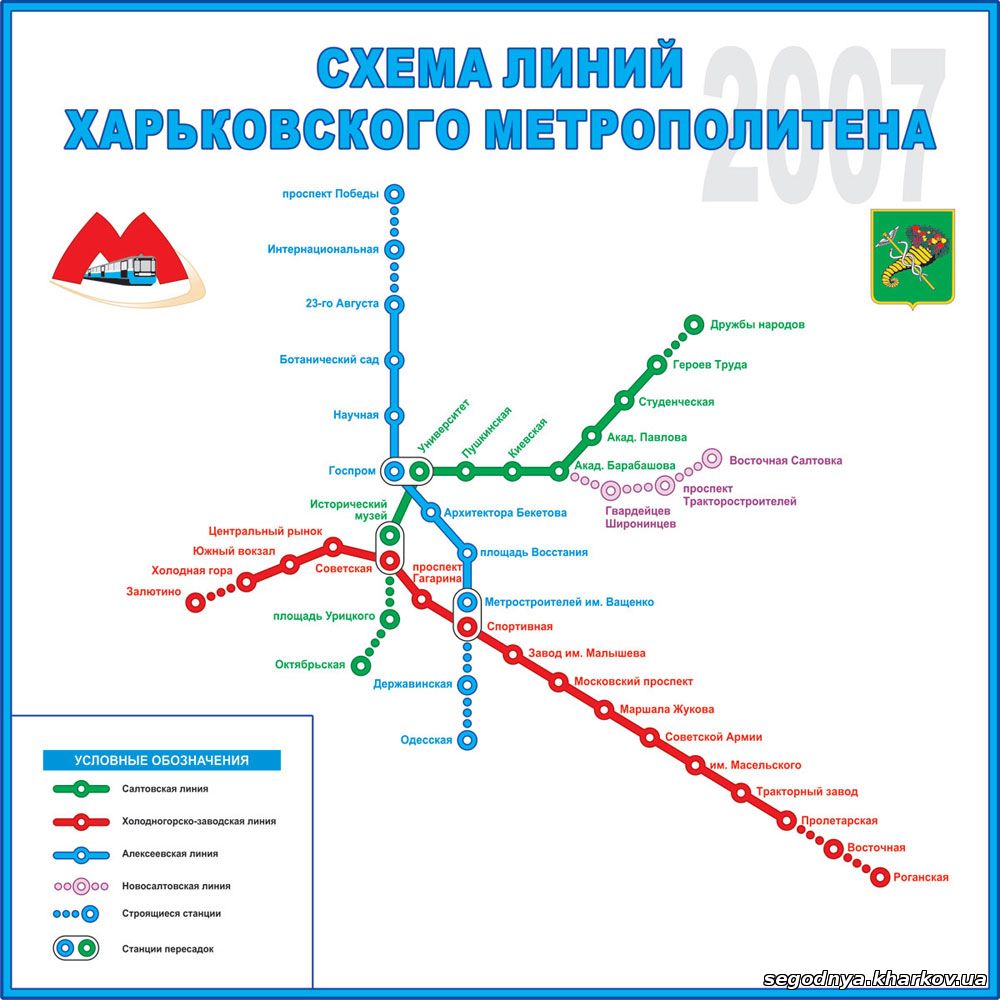 2007
СХЕМА ЛИНИЙ
ХАРЬКОВСКОГО МЕТРОПОЛИТЕНА
проспект Победы
Интернациональная
23-го Августа
Ботанический сад
Научная
Госпром
Университет
Пушкинская
Киевская
Дружбы народов
Героев Труда
Студенческая
Акад. Павлова
Акад. Барабашова
Восточная Салтовка
проспект
Тракторостроителей
Гвардейцев
Широнинцев
Исторический
музей
Архитектора Бекетова
Центральный рынок
Южный вокзал
Холодная гора
Залютино
Советская
проспект
Гагарина
площадь Восстания
Метростроителей им. Ващенко
Спортивная
площадь Урицкого
Октябрьская
Державинская
Одесская
Завод им. Малышева
Московский проспект
Маршала Жукова
Советской Армии
им. Масельского
Тракторный завод
Пролетарская
Восточная
Роганская
УСЛОВНЫЕ ОБОЗНАЧЕНИЯ
Салтовская линия
Холодногорско-заводская линия
Алексеевская линия
Новосалтовская линия
Строящиеся станции
Станции пересадок
segodnya.kharkov.ua